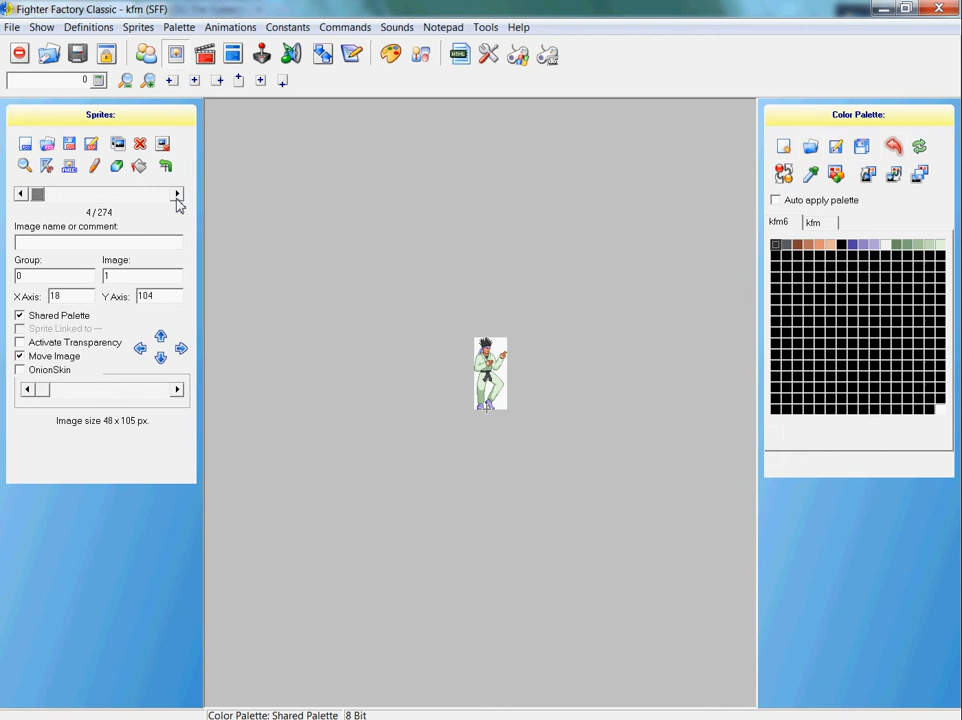 Fighter Factory Classic - kfm (SFF)
File Show Definitions Sprites Palette Animations Constants Commands Sounds Notepad Tools Help
HTML
0
Sprites:
4 / 274
Image name or comment:
Group: Image:
0 1
X Axis: 18 Y Axis: 104
Shared Palette
Sprite Linked to ---
Activate Transparency
Move Image
OnionSkin
Image size 48 x 105 px.
Color Palette:
Auto apply palette
kfm6 kfm
Color Palette: Shared Palette 8 Bit